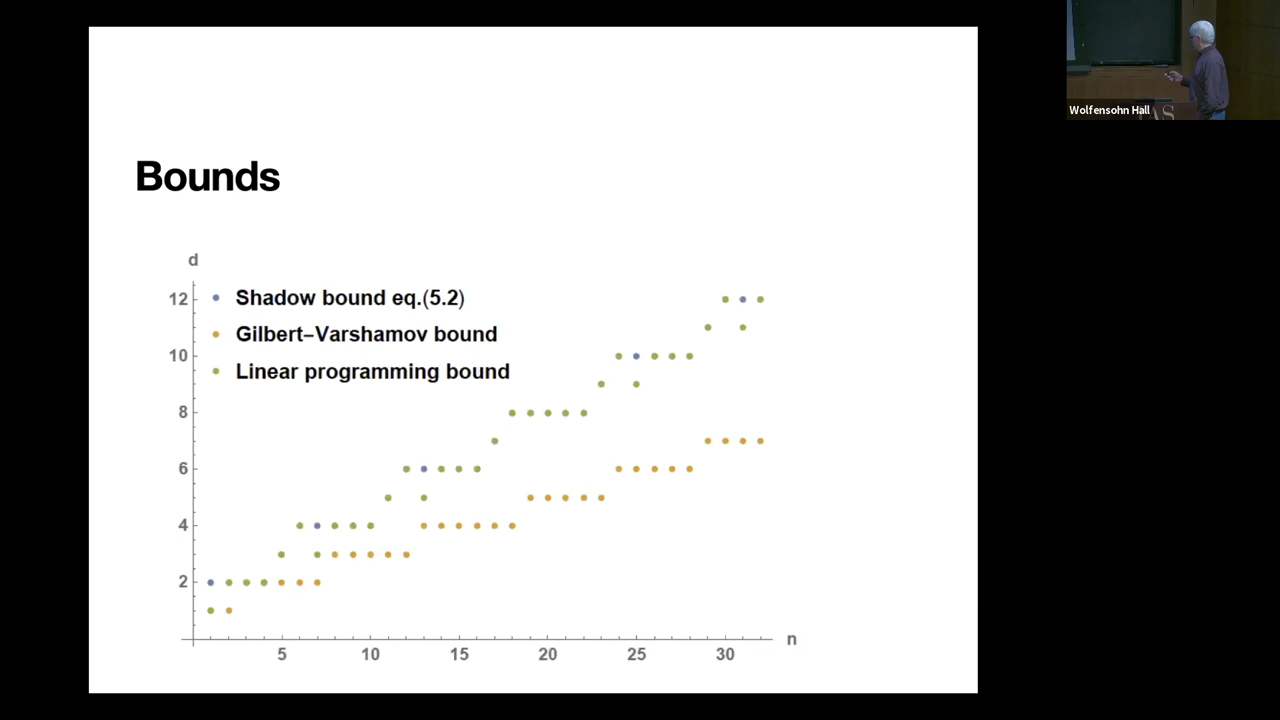 Bounds
d
12
Shadow bound eq.(5.2)
Gilbert–Varshamov bound
10
Linear programming bound
8
6
4
2
n
5 10 15 20 25 30
Wolfensohn Hall
IAS